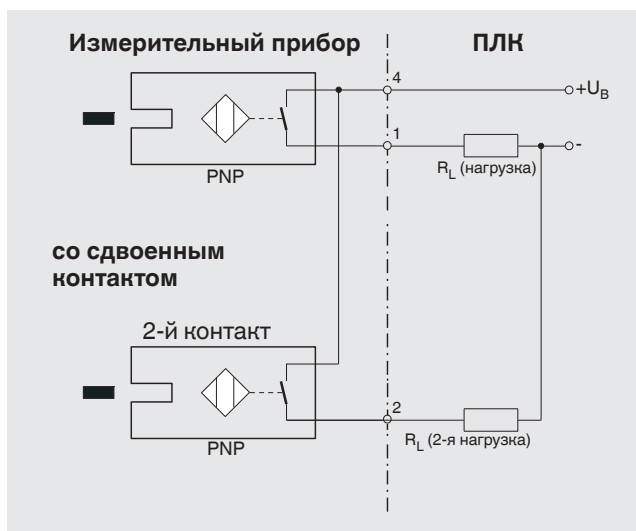 Измерительный прибор
ПЛК
4
+U_B
1
-
R_L (нагрузка)
PNP
со сдвоенным
контактом
2-й контакт
2
R_L (2-я нагрузка)
PNP